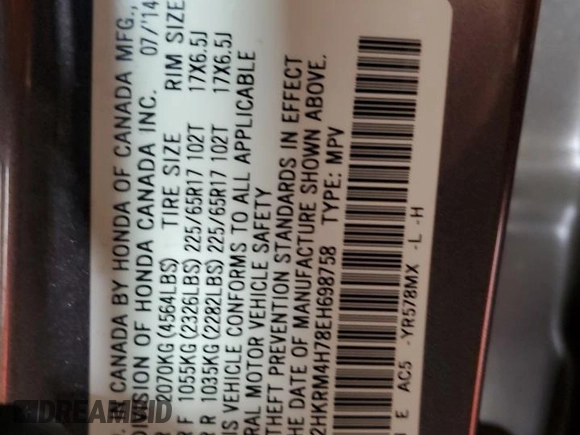 CANADA BY HONDA OF CANADA MFG.,
ISION OF HONDA CANADA INC. 07/'14
2070KG(4564LBS) TIRE SIZE RIM SIZE
F 1055KG(2326LBS) 225/65R17 102T 17X6.5J
R 1035KG(2282LBS) 225/65R17 102T 17X6.5J
IS VEHICLE CONFORMS TO ALL APPLICABLE
RAL MOTOR VEHICLE SAFETY
THEFT PREVENTION STANDARDS IN EFFECT
HE DATE OF MANUFACTURE SHOWN ABOVE.
2HKRM4H78EH698758 TYPE: MPV
E AC5 -YR578MX -L -H
DREAMBID